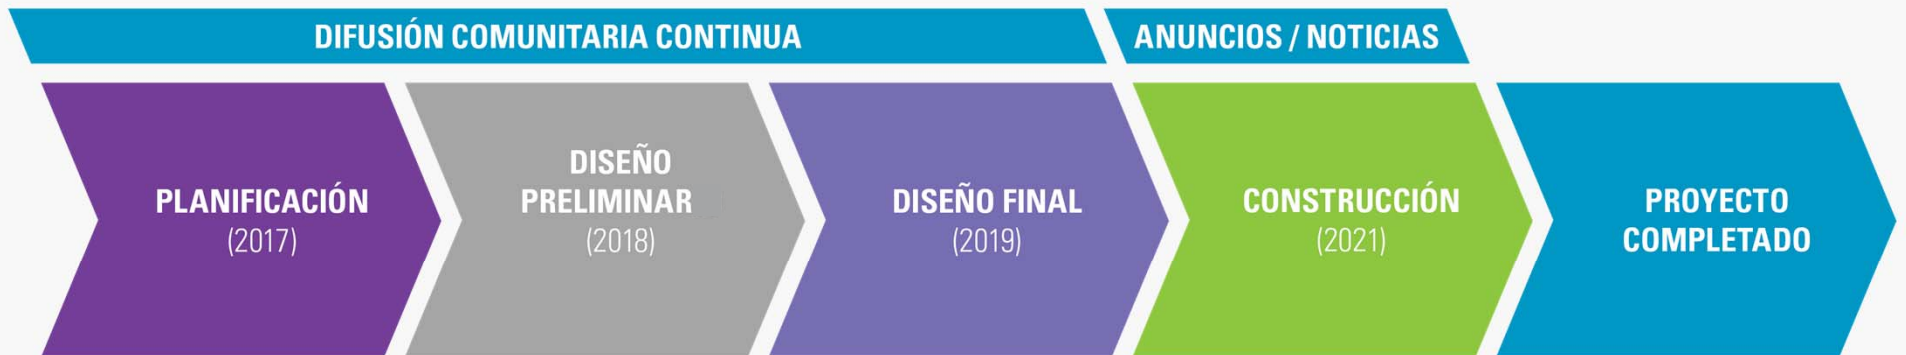 DIFUSIÓN COMUNITARIA CONTINUA
ANUNCIOS / NOTICIAS
PLANIFICACIÓN
(2017)
DISEÑO
PRELIMINAR
(2018)
DISEÑO FINAL
(2019)
CONSTRUCCIÓN
(2021)
PROYECTO
COMPLETADO